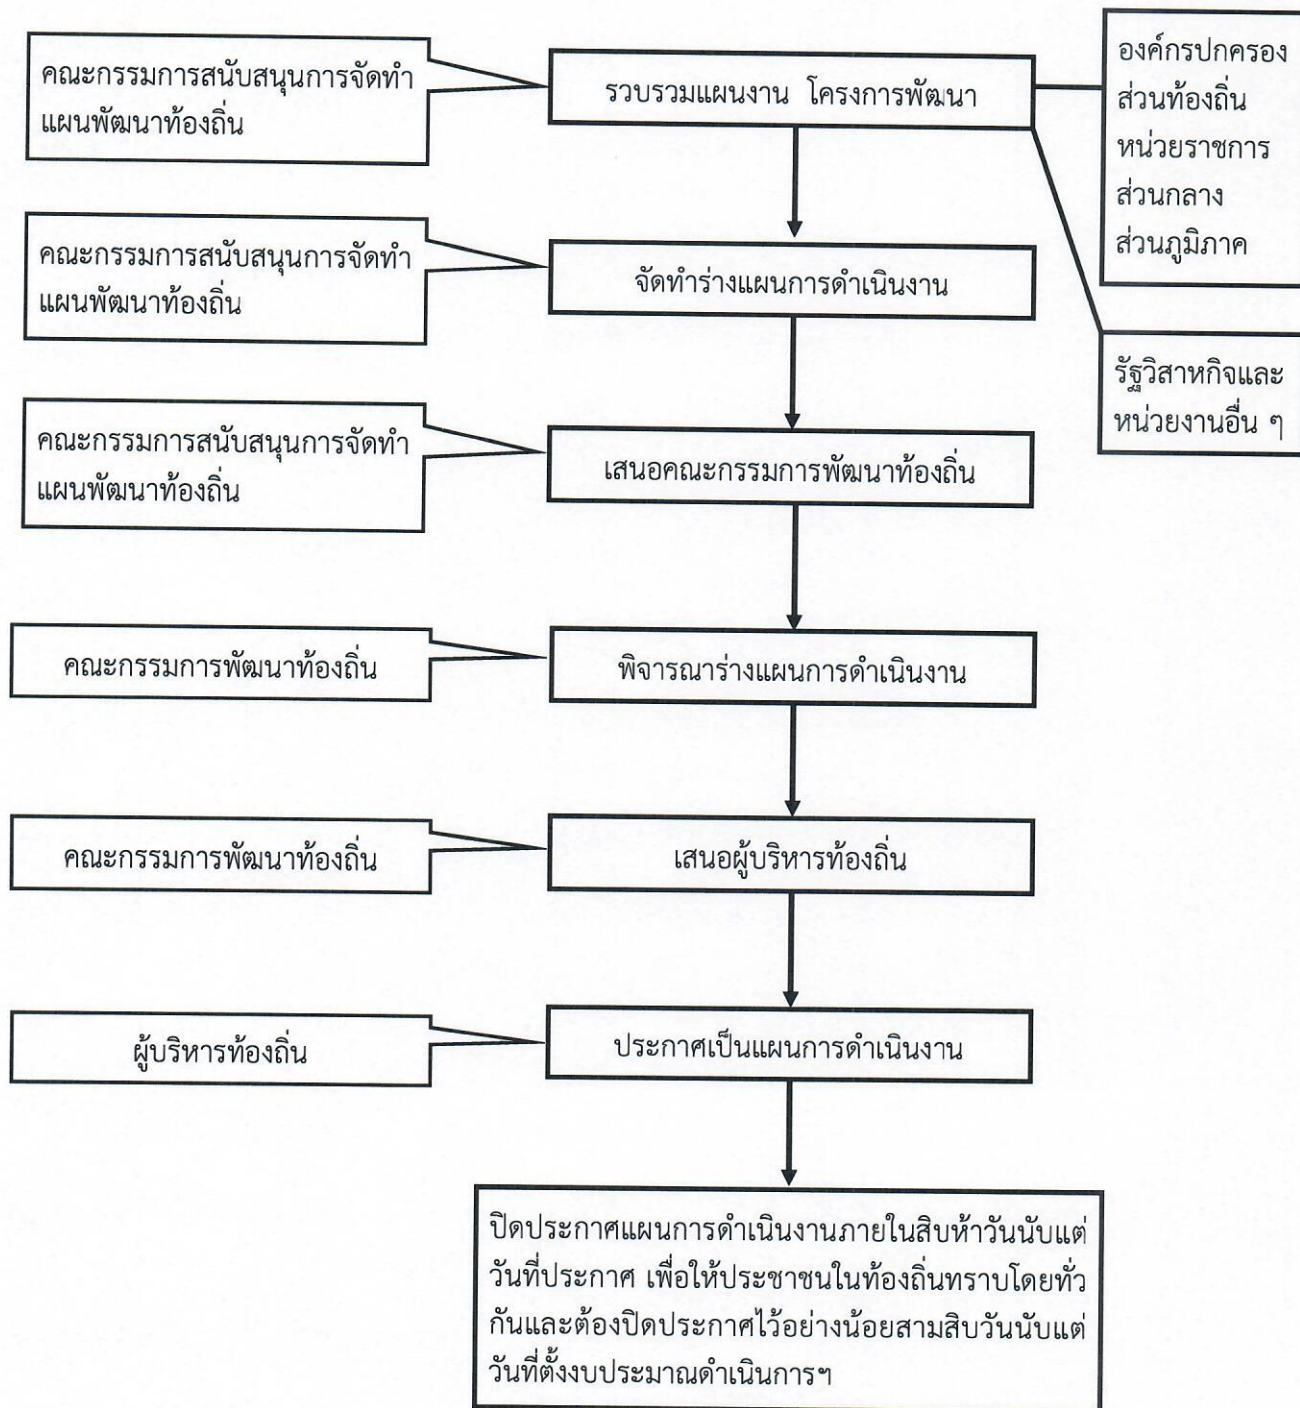 คณะกรรมการสนับสนุนการจัดทำ
แผนพัฒนาท้องถิ่น
รวบรวมแผนงาน โครงการพัฒนา
องค์กรปกครอง
ส่วนท้องถิ่น
หน่วยราชการ
ส่วนกลาง
ส่วนภูมิภาค
คณะกรรมการสนับสนุนการจัดทำ
แผนพัฒนาท้องถิ่น
จัดทำร่างแผนการดำเนินงาน
รัฐวิสาหกิจและ
หน่วยงานอื่น ๆ
คณะกรรมการสนับสนุนการจัดทำ
แผนพัฒนาท้องถิ่น
เสนอคณะกรรมการพัฒนาท้องถิ่น
คณะกรรมการพัฒนาท้องถิ่น
พิจารณาร่างแผนการดำเนินงาน
คณะกรรมการพัฒนาท้องถิ่น
เสนอผู้บริหารท้องถิ่น
ผู้บริหารท้องถิ่น
ประกาศเป็นแผนการดำเนินงาน
ปิดประกาศแผนการดำเนินงานภายในสิบห้าวันนับแต่
วันที่ประกาศ เพื่อให้ประชาชนในท้องถิ่นทราบโดยทั่ว
กันและต้องปิดประกาศไว้อย่างน้อยสามสิบวันนับแต่
วันที่ตั้งงบประมาณดำเนินการฯ